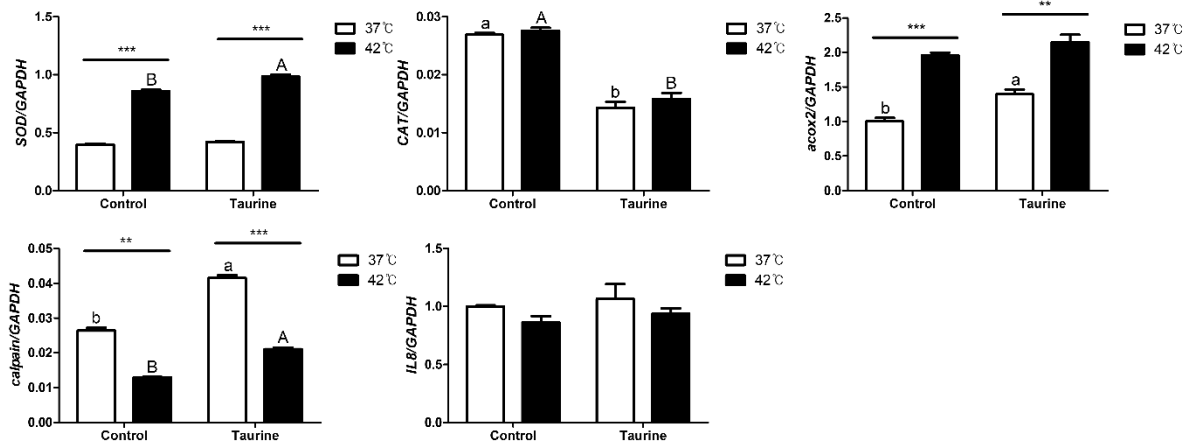 SOD/GAPDH
1.5
1.0
0.5
0.0
***
***
B
A
Control
Taurine
37℃
42℃
CAT/GAPDH
0.03
0.02
0.01
0.00
a
A
b
B
Control
Taurine
37℃
42℃
acox2/GAPDH
2.5
2.0
1.5
1.0
0.5
0.0
***
**
b
a
Control
Taurine
37℃
42℃
calpain/GAPDH
0.05
0.04
0.03
0.02
0.01
0.00
**
***
b
B
a
A
Control
Taurine
37℃
42℃
IL8/GAPDH
1.5
1.0
0.5
0.0
Control
Taurine
37℃
42℃